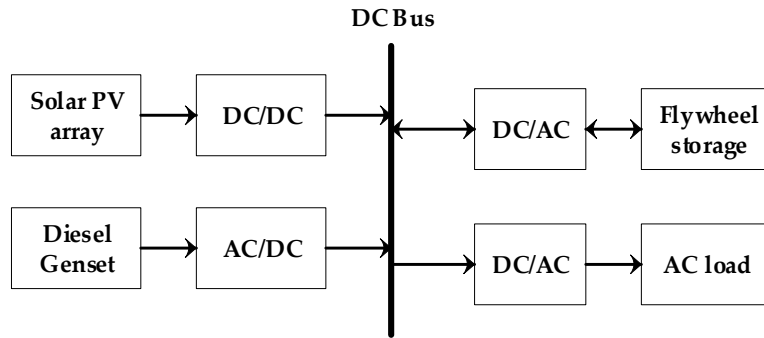 DC Bus
Solar PV
array
DC/DC
DC/AC
Flywheel
storage
Diesel
Genset
AC/DC
DC/AC
AC load